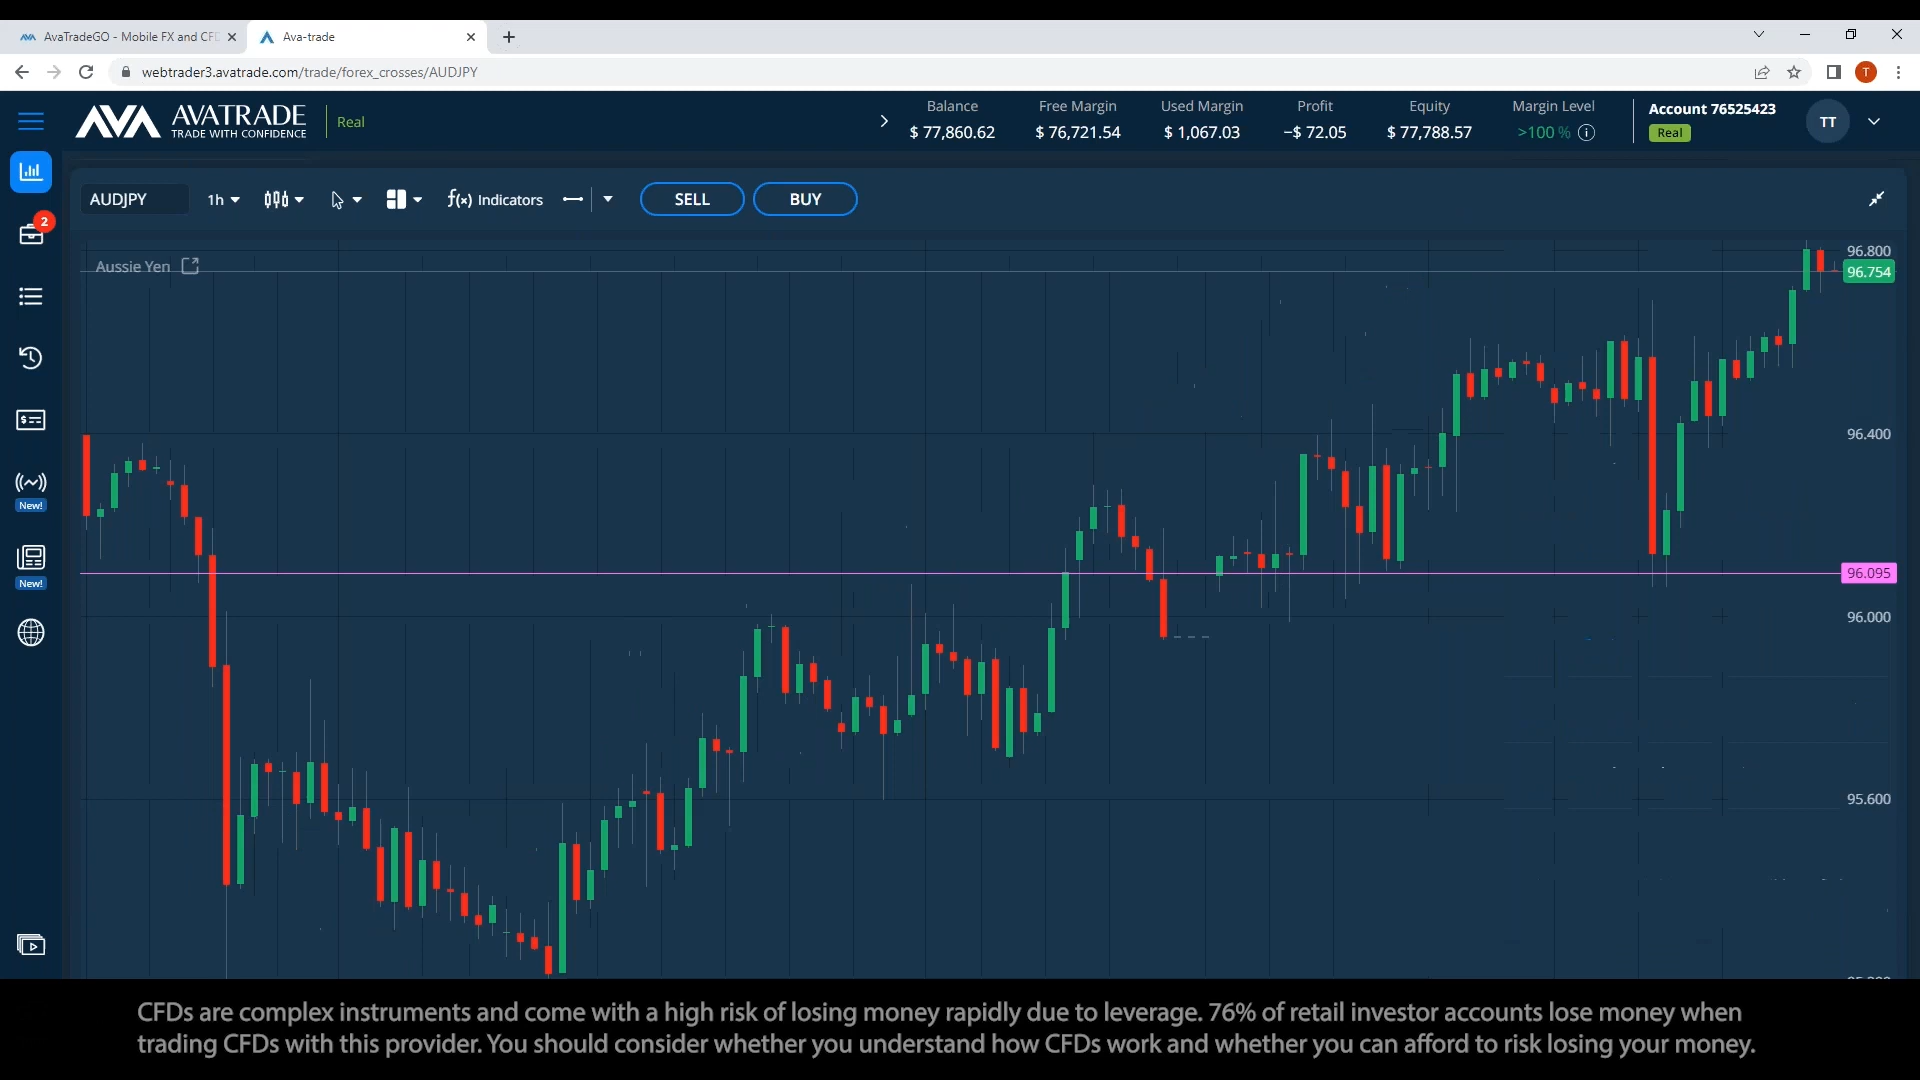 AvaTradeGO - Mobile FX and CFD
Ava-trade
webtrader3.avatrade.com/trade/forex_crosses/AUDJPY
T
AVA AVATRADE
TRADE WITH CONFIDENCE
Real
Balance
$ 77,860.62
Free Margin
$ 76,721.54
Used Margin
$ 1,067.03
Profit
−$ 72.05
Equity
$ 77,788.57
Margin Level
>100 %
Account 76525423
Real
TT
AUDJPY
1h
f(x) Indicators
SELL
BUY
2
New!
New!
Aussie Yen
96.800
96.754
96.400
96.095
96.000
95.600
CFDs are complex instruments and come with a high risk of losing money rapidly due to leverage. 76% of retail investor accounts lose money when
trading CFDs with this provider. You should consider whether you understand how CFDs work and whether you can afford to risk losing your money.